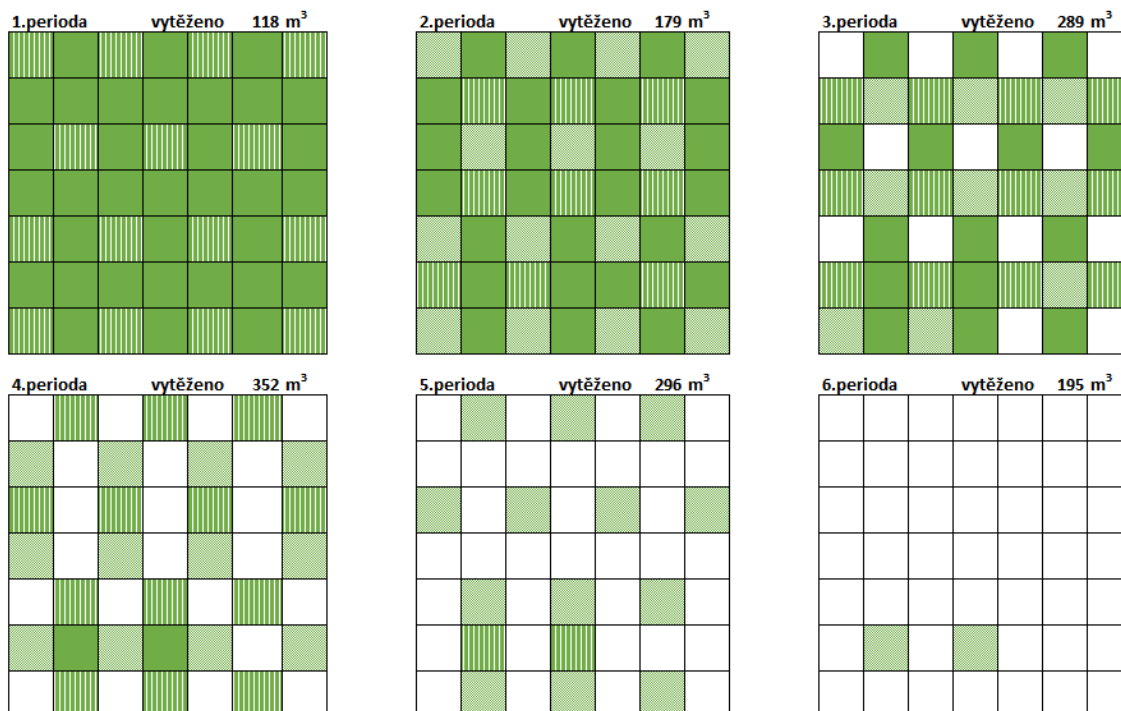 1.perioda vytěženo 118 m³
2.perioda vytěženo 179 m³
3.perioda vytěženo 289 m³
4.perioda vytěženo 352 m³
5.perioda vytěženo 296 m³
6.perioda vytěženo 195 m³